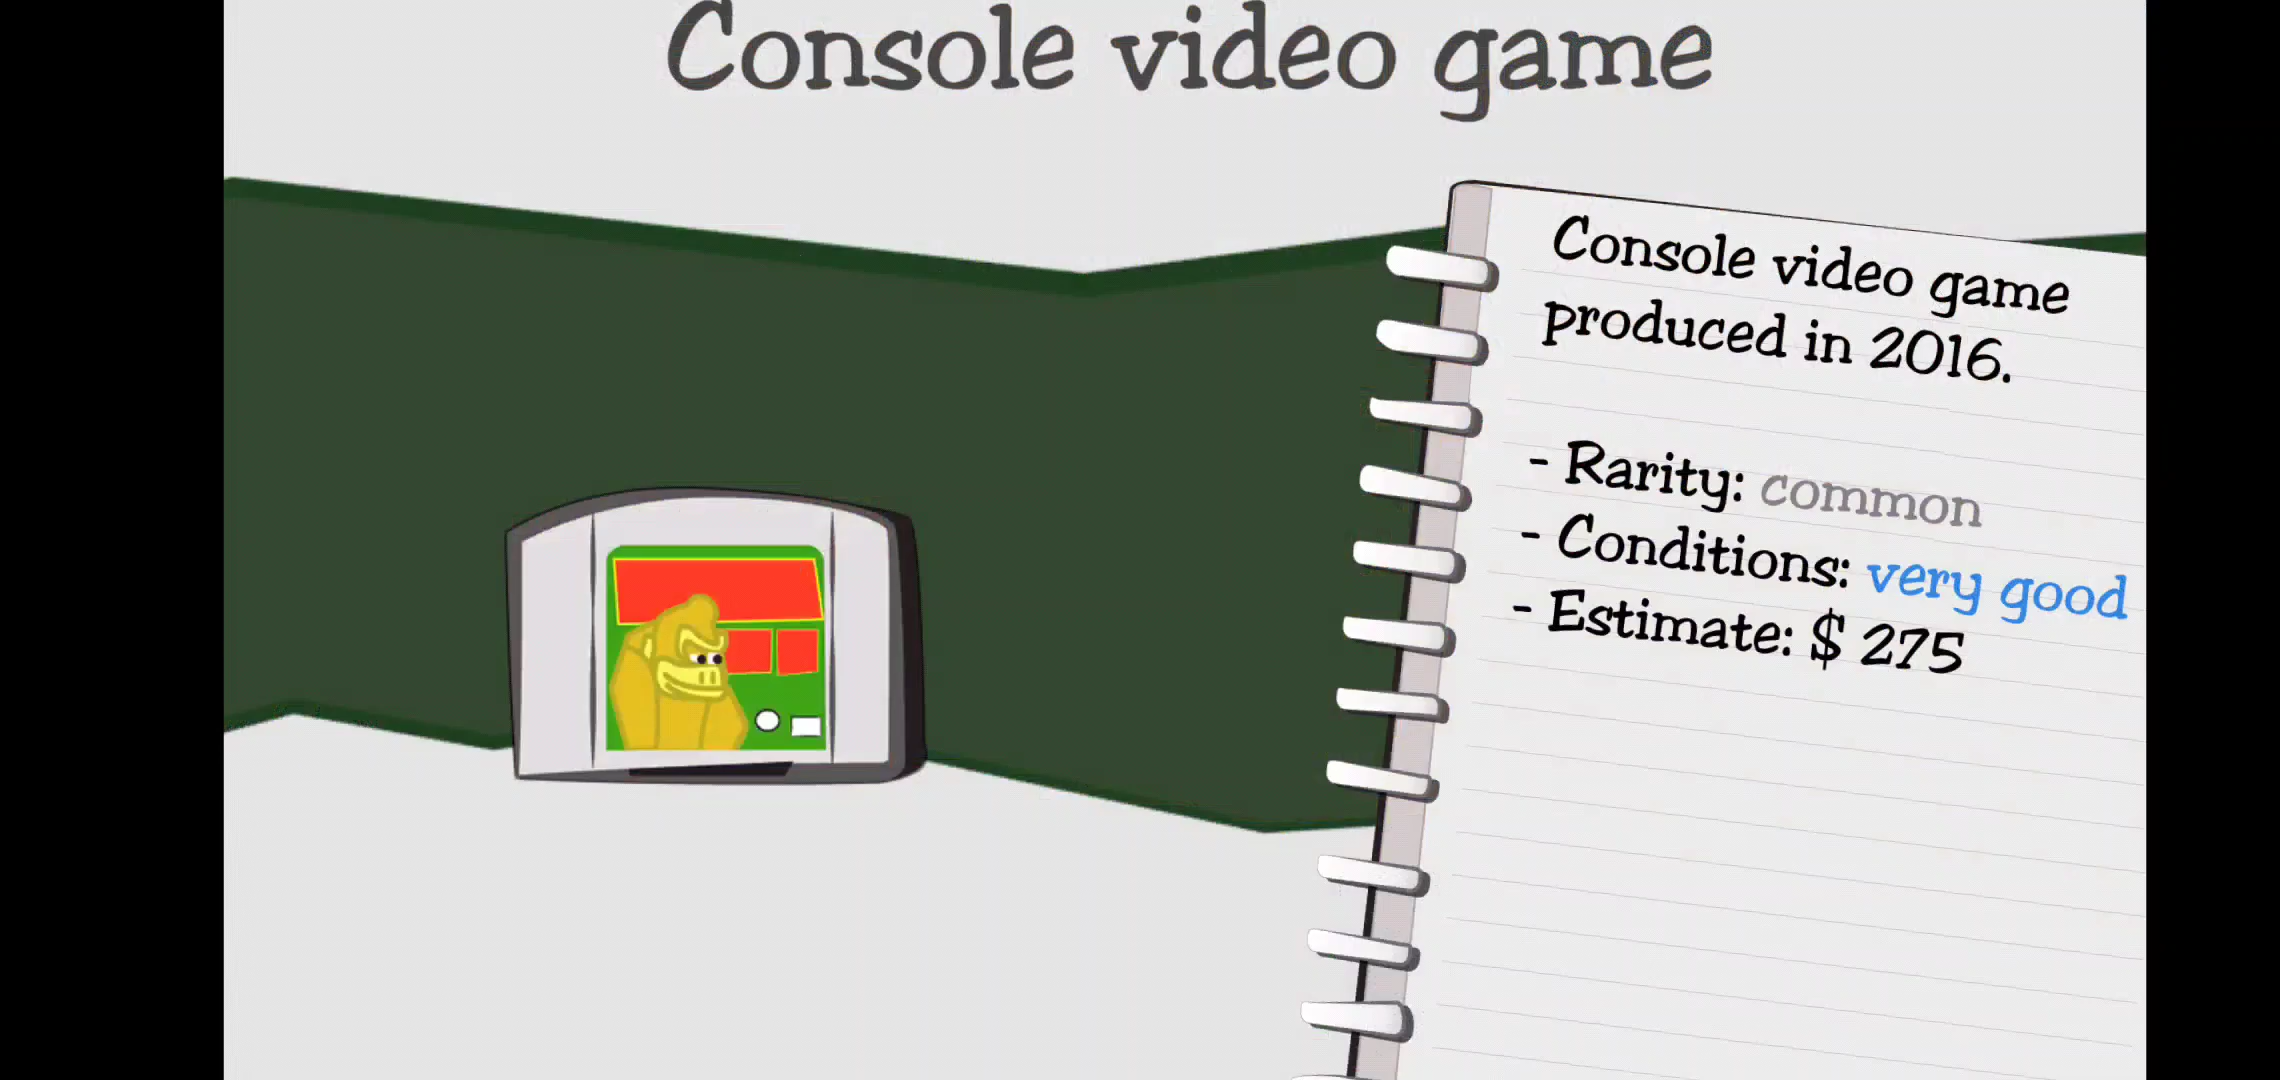 Console video game
Console video game
produced in 2016.
- Rarity: common
- Conditions: very good
- Estimate: $ 275